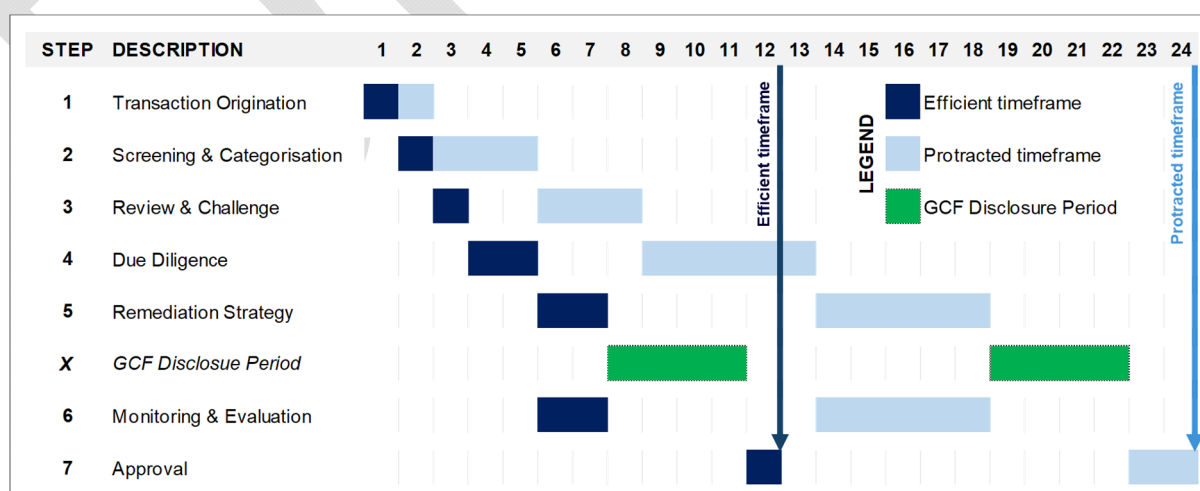 STEP DESCRIPTION 1 2 3 4 5 6 7 8 9 10 11 12 13 14 15 16 17 18 19 20 21 22 23 24
1 Transaction Origination
2 Screening & Categorisation
3 Review & Challenge
4 Due Diligence
5 Remediation Strategy
X GCF Disclosue Period
6 Monitoring & Evaluation
7 Approval
Efficient timeframe
LEGEND
Efficient timeframe
Protracted timeframe
GCF Disclosure Period
Protracted timeframe